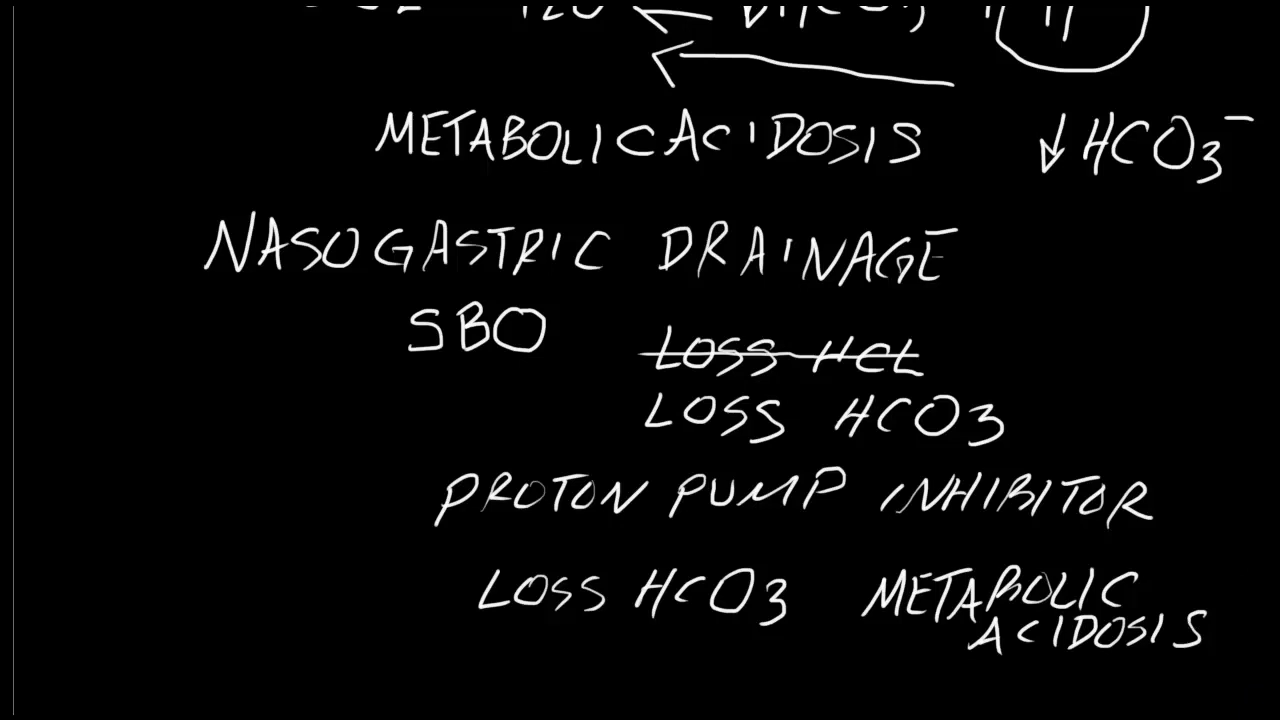 METABOLIC ACIDOSIS ↓ HCO3-
NASOGASTRIC DRAINAGE
SBO LOSS HCL
LOSS HCO3
PROTON PUMP INHIBITOR
LOSS HCO3 METABOLIC
ACIDOSIS